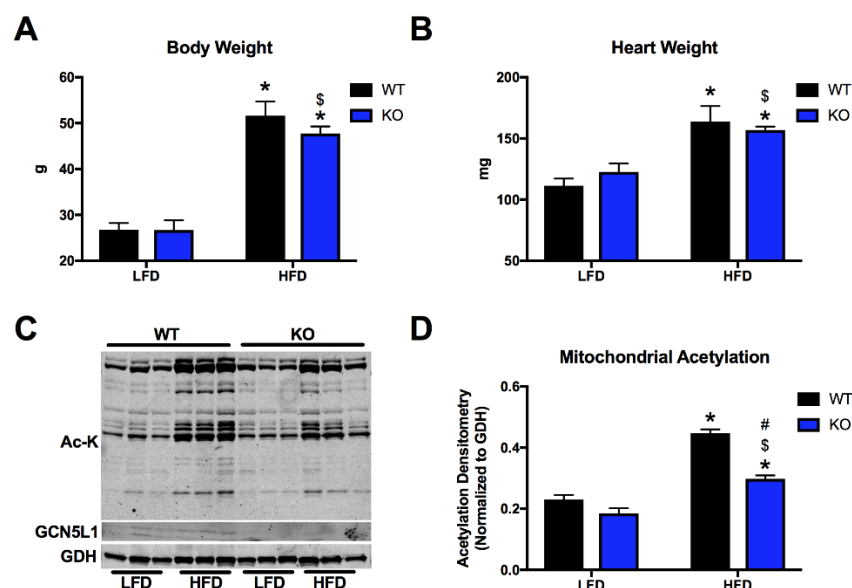 A
Body Weight
60
50
40
30
20
g
*
$
*
WT
KO
LFD
HFD
B
Heart Weight
200
150
100
50
mg
*
$
*
WT
KO
LFD
HFD
C
WT
KO
Ac-K
GCN5L1
GDH
LFD
HFD
LFD
HFD
D
Mitochondrial Acetylation
0.6
0.4
0.2
0.0
Acetylation Densitometry
(Normalized to GDH)
*
#
$
*
WT
KO
LFD
HFD